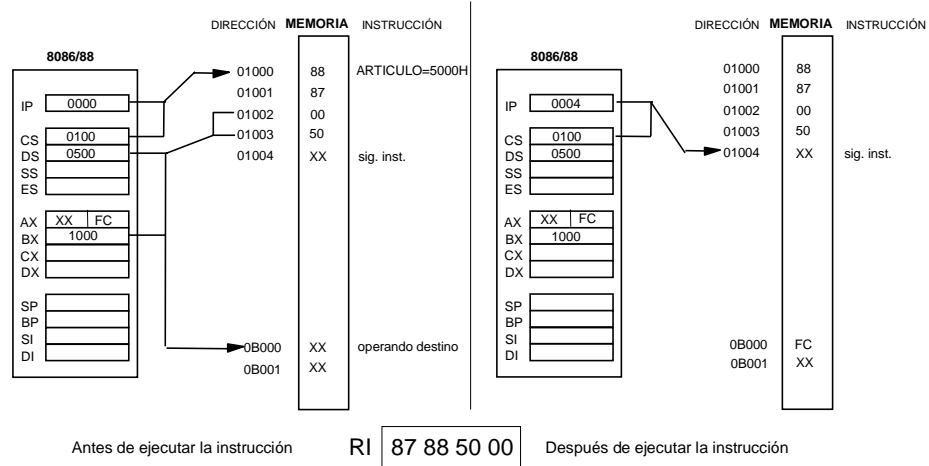 DIRECCIÓN MEMORIA INSTRUCCIÓN
8086/88
01000 88 ARTICULO=5000H
01001 87
IP 0000
01002 00
CS 0100
01003 50
DS 0500
01004 XX sig. inst.
SS
ES
AX XX FC
BX 1000
CX
DX
SP
BP
SI
DI
0B000 XX operando destino
0B001 XX
Antes de ejecutar la instrucción
DIRECCIÓN MEMORIA INSTRUCCIÓN
8086/88
01000 88
01001 87
IP 0004
01002 00
CS 0100
01003 50
DS 0500
01004 XX sig. inst.
SS
ES
AX XX FC
BX 1000
CX
DX
SP
BP
SI
DI
0B000 FC
0B001 XX
RI 87 88 50 00
Después de ejecutar la instrucción